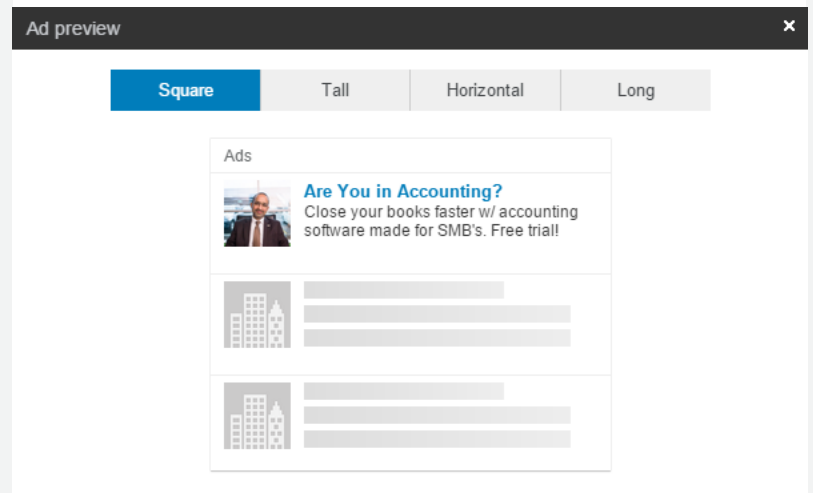 Ad preview ×
Square Tall Horizontal Long
Ads
Are You in Accounting?
Close your books faster w/ accounting
software made for SMB's. Free trial!